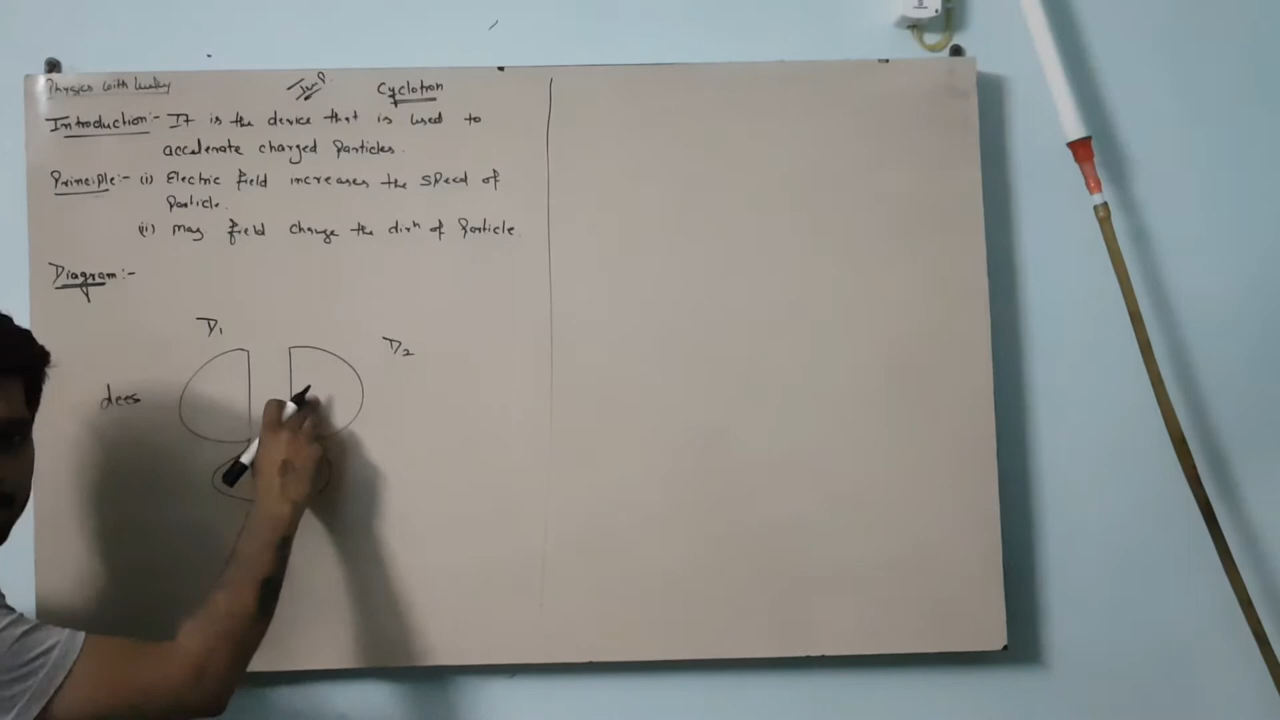 Physics with Lucky
Imp. Cyclotron
Introduction:- It is the device that is used to
accelerate charged Particles.
Principle:- (i) Electric field increases the speed of
Particle.
(ii) mag field change the dirn of Particle.
Diagram:-
D1
D2
dees